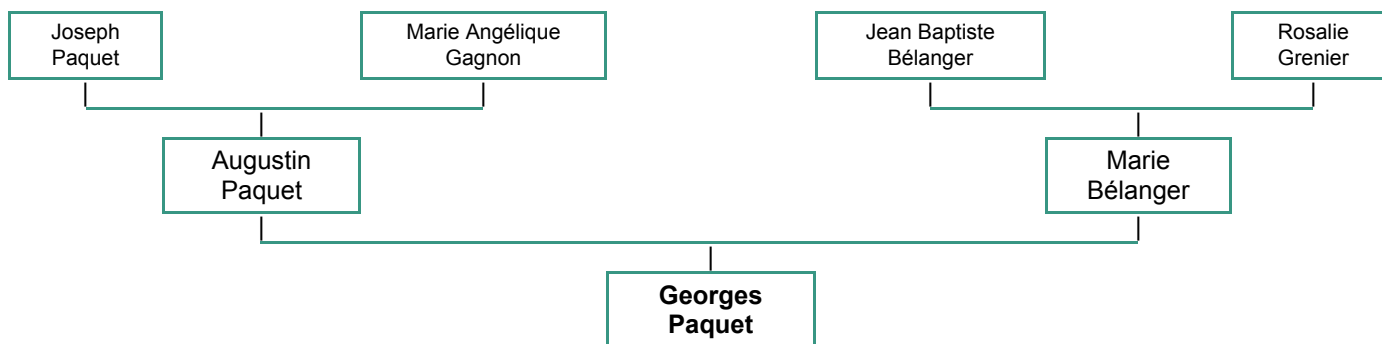 Joseph
Paquet
Marie Angélique
Gagnon
Jean Baptiste
Bélanger
Rosalie
Grenier
Augustin
Paquet
Marie
Bélanger
Georges
Paquet